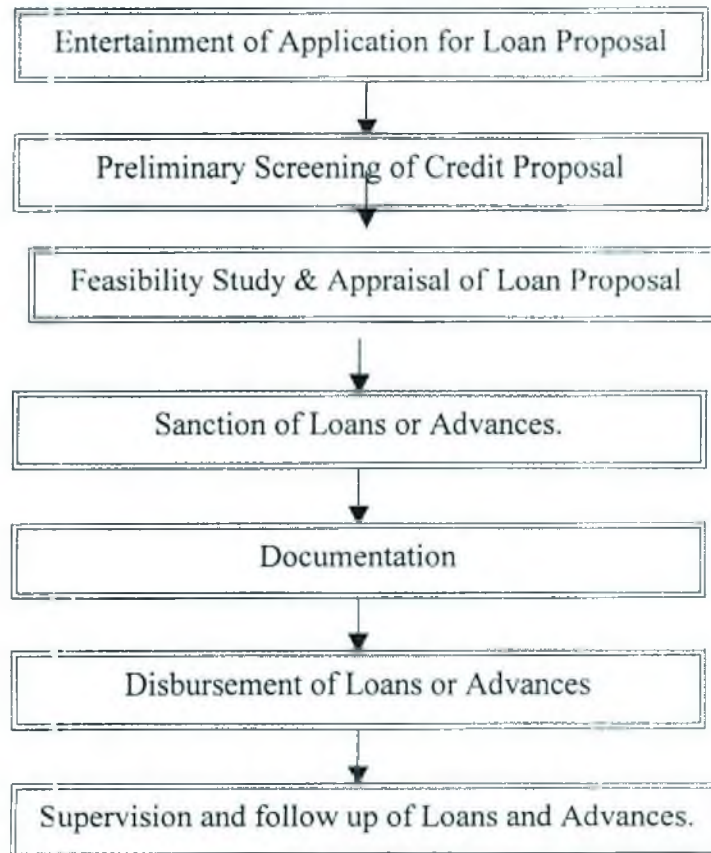 Entertainment of Application for Loan Proposal
Preliminary Screening of Credit Proposal
Feasibility Study & Appraisal of Loan Proposal
Sanction of Loans or Advances.
Documentation
Disbursement of Loans or Advances
Supervision and follow up of Loans and Advances.